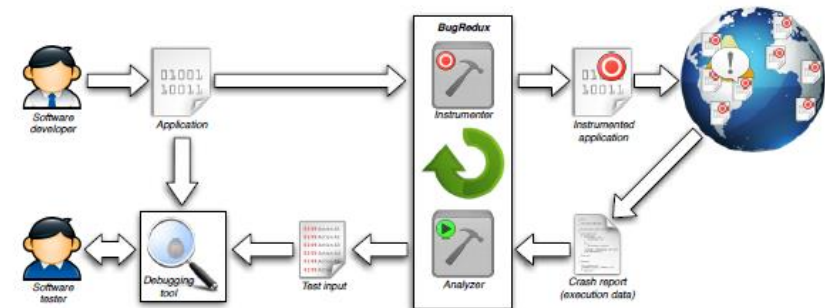 BugRedux
01001
10011
Software
developer
Application
Instrumenter
Instrumented
application
10011
Software
tester
Debugging
tool
Test input
Analyzer
Crash report
(execution data)